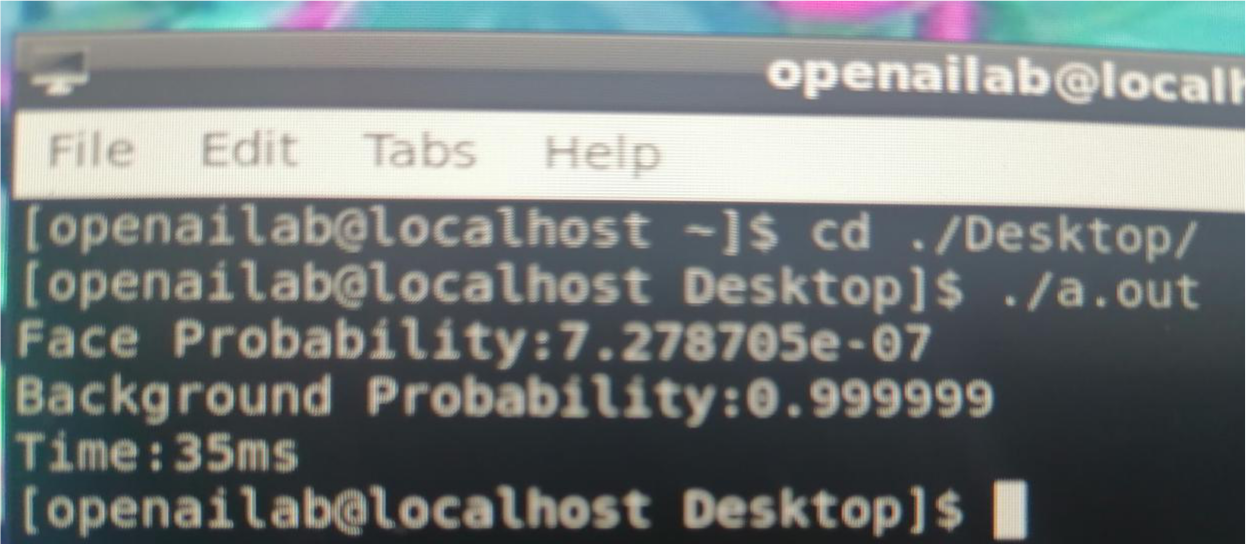 openailab@localh
File Edit Tabs Help
[openailab@localhost ~]$ cd ./Desktop/
[openailab@localhost Desktop]$ ./a.out
Face Probability:7.278705e-07
Background Probability:0.999999
Time:35ms
[openailab@localhost Desktop]$